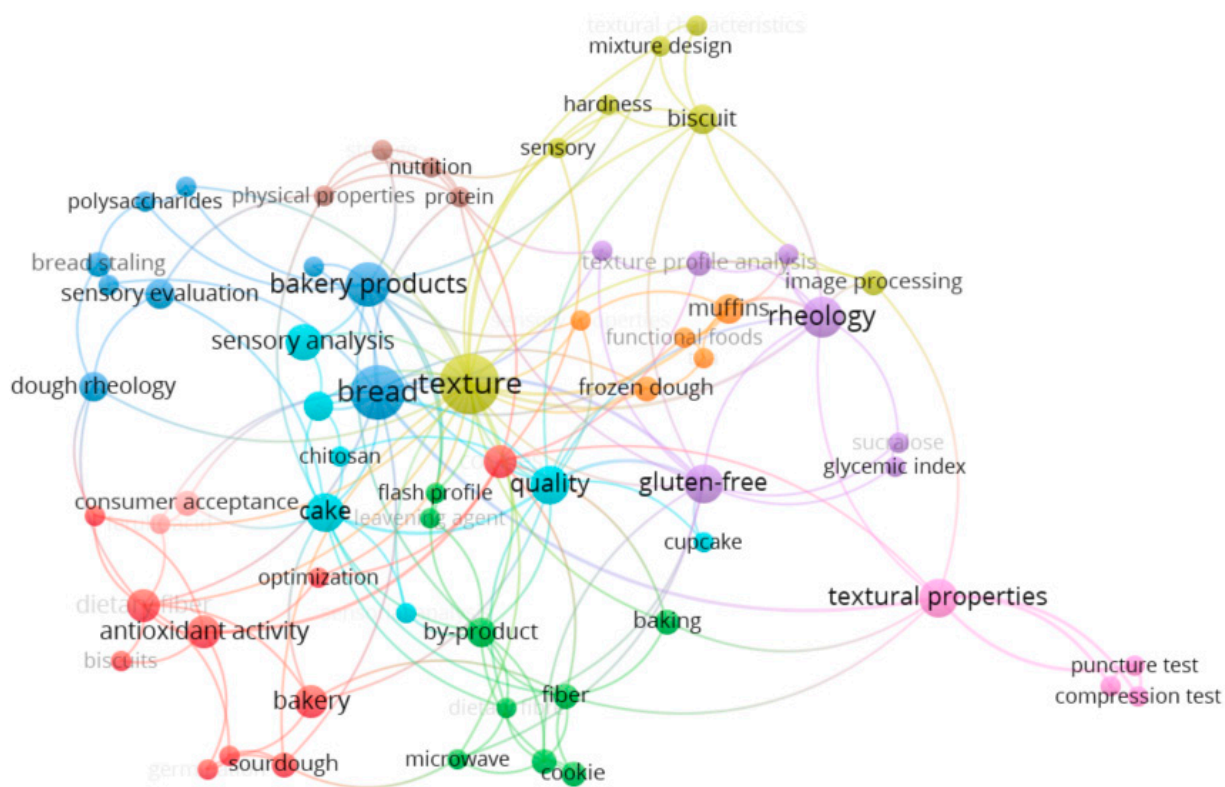 textural characteristics
mixture design
hardness
biscuit
sensory
nutrition
physical properties
protein
polysaccharides
bread staling
sensory evaluation
bakery products
texture profile analysis
image processing
muffins
rheology
functional foods
sensory analysis
dough rheology
bread
texture
frozen dough
chitosan
sucralose
glycemic index
consumer acceptance
flash profile
quality
gluten-free
cake
leavening agent
cupcake
optimization
dietary fiber
antioxidant activity
by-product
baking
textural properties
biscuits
puncture test
compression test
bakery
fiber
microwave
cookie
sourdough